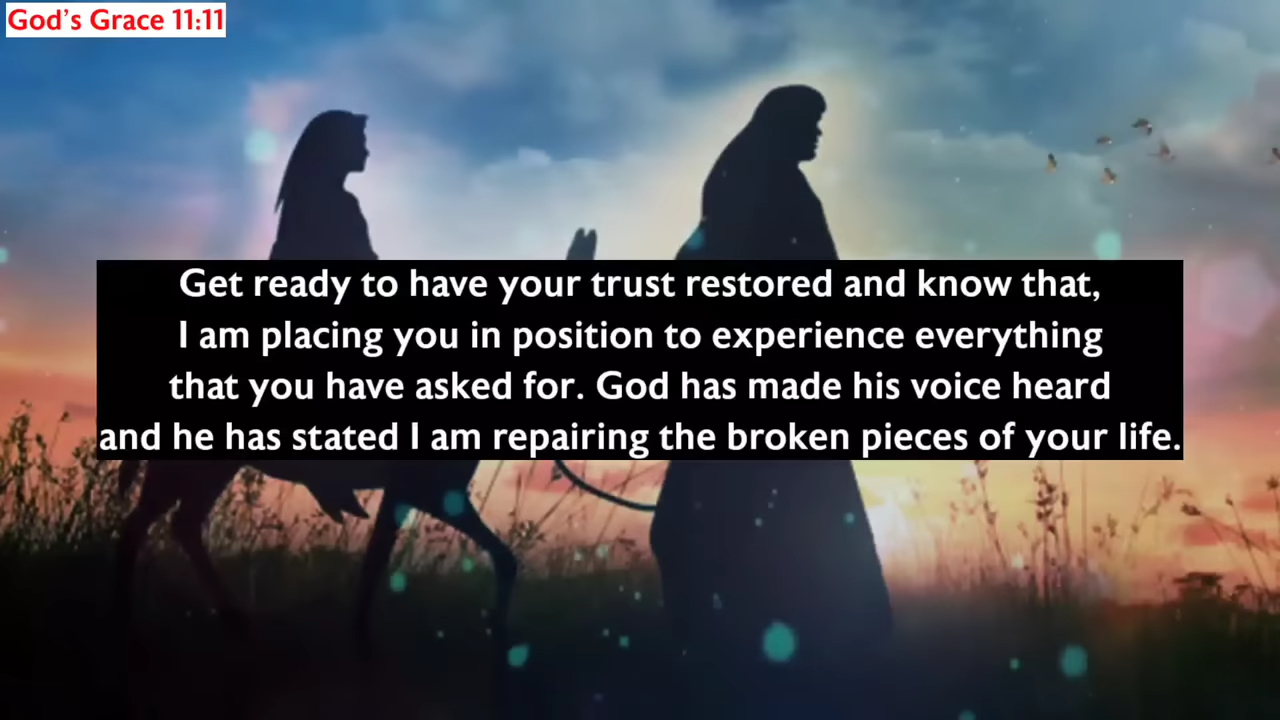 God's Grace 11:11
Get ready to have your trust restored and know that,
I am placing you in position to experience everything
that you have asked for. God has made his voice heard
and he has stated I am repairing the broken pieces of your life.